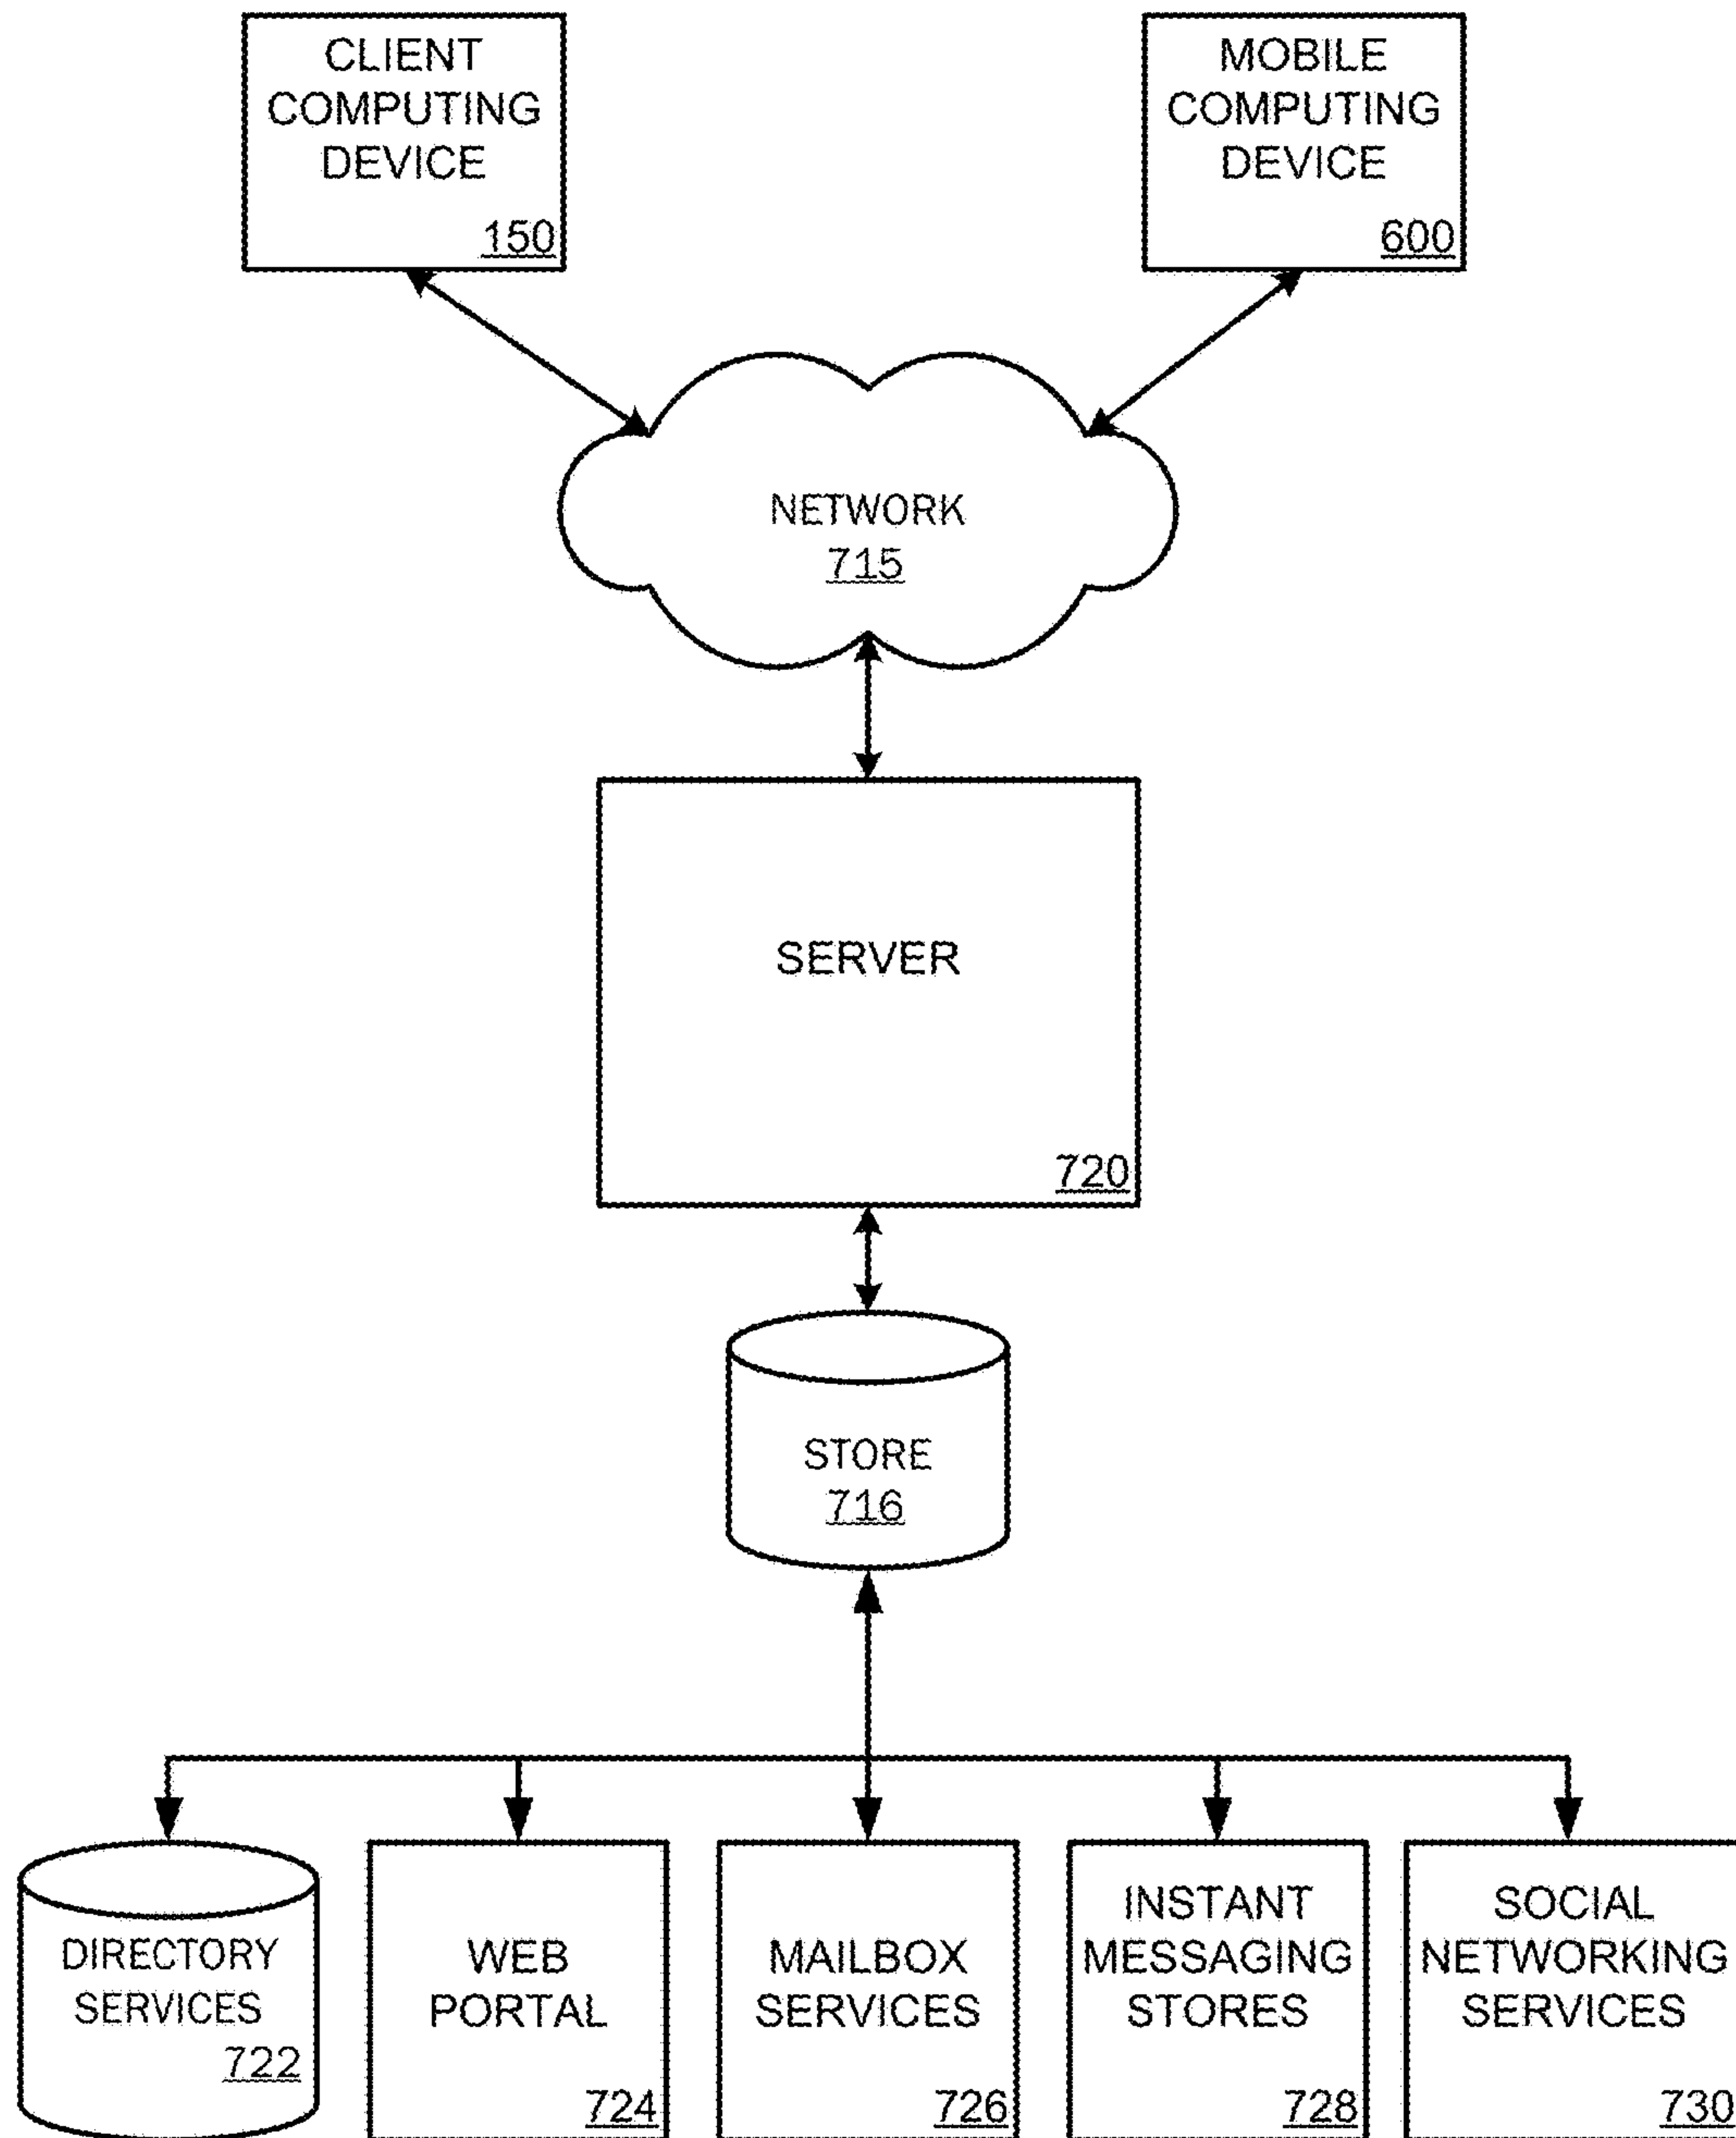 CLIENT
COMPUTING
DEVICE
150
MOBILE
COMPUTING
DEVICE
600
NETWORK
715
SERVER
720
STORE
716
DIRECTORY
SERVICES
722
WEB
PORTAL
724
MAILBOX
SERVICES
726
INSTANT
MESSAGING
STORES
728
SOCIAL
NETWORKING
SERVICES
730